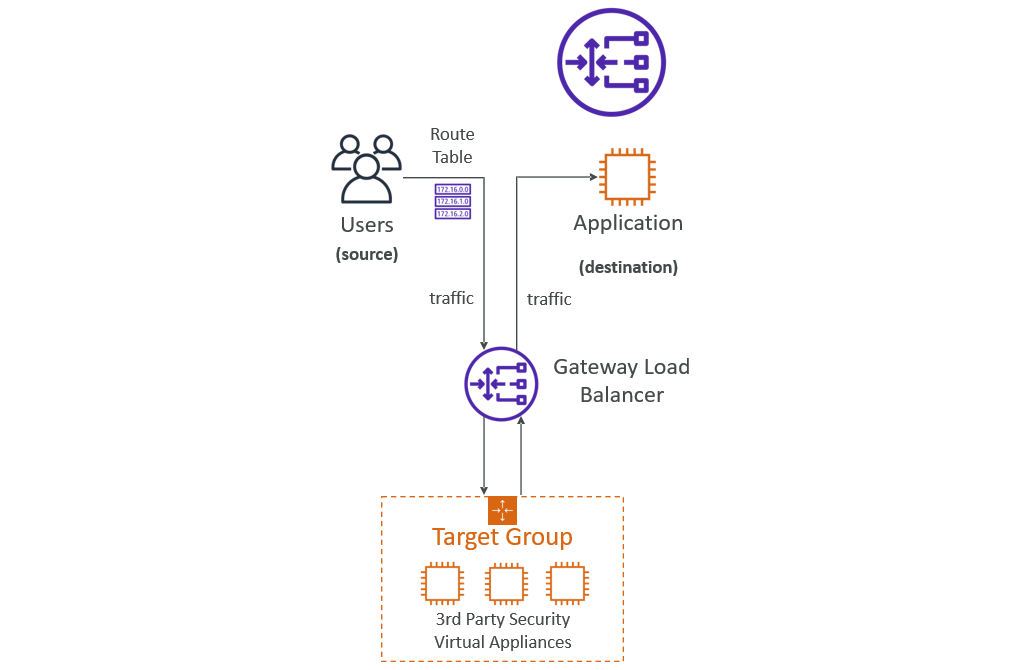 Route
Table
172.16.0.0
172.16.1.0
172.16.2.0
Users
(source)
Application
(destination)
traffic
traffic
Gateway Load
Balancer
Target Group
3rd Party Security
Virtual Appliances